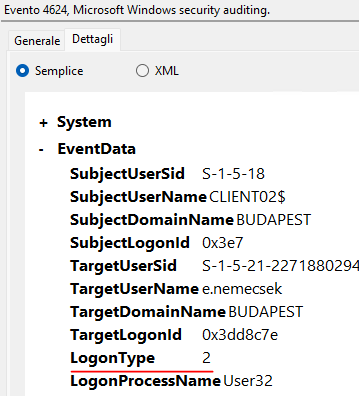 Evento 4624, Microsoft Windows security auditing.
Generale Dettagli
Semplice XML
+ System
- EventData
SubjectUserSid S-1-5-18
SubjectUserName CLIENT02$
SubjectDomainName BUDAPEST
SubjectLogonId 0x3e7
TargetUserSid S-1-5-21-2271880294
TargetUserName e.nemecsek
TargetDomainName BUDAPEST
TargetLogonId 0x3dd8c7e
LogonType 2
LogonProcessName User32